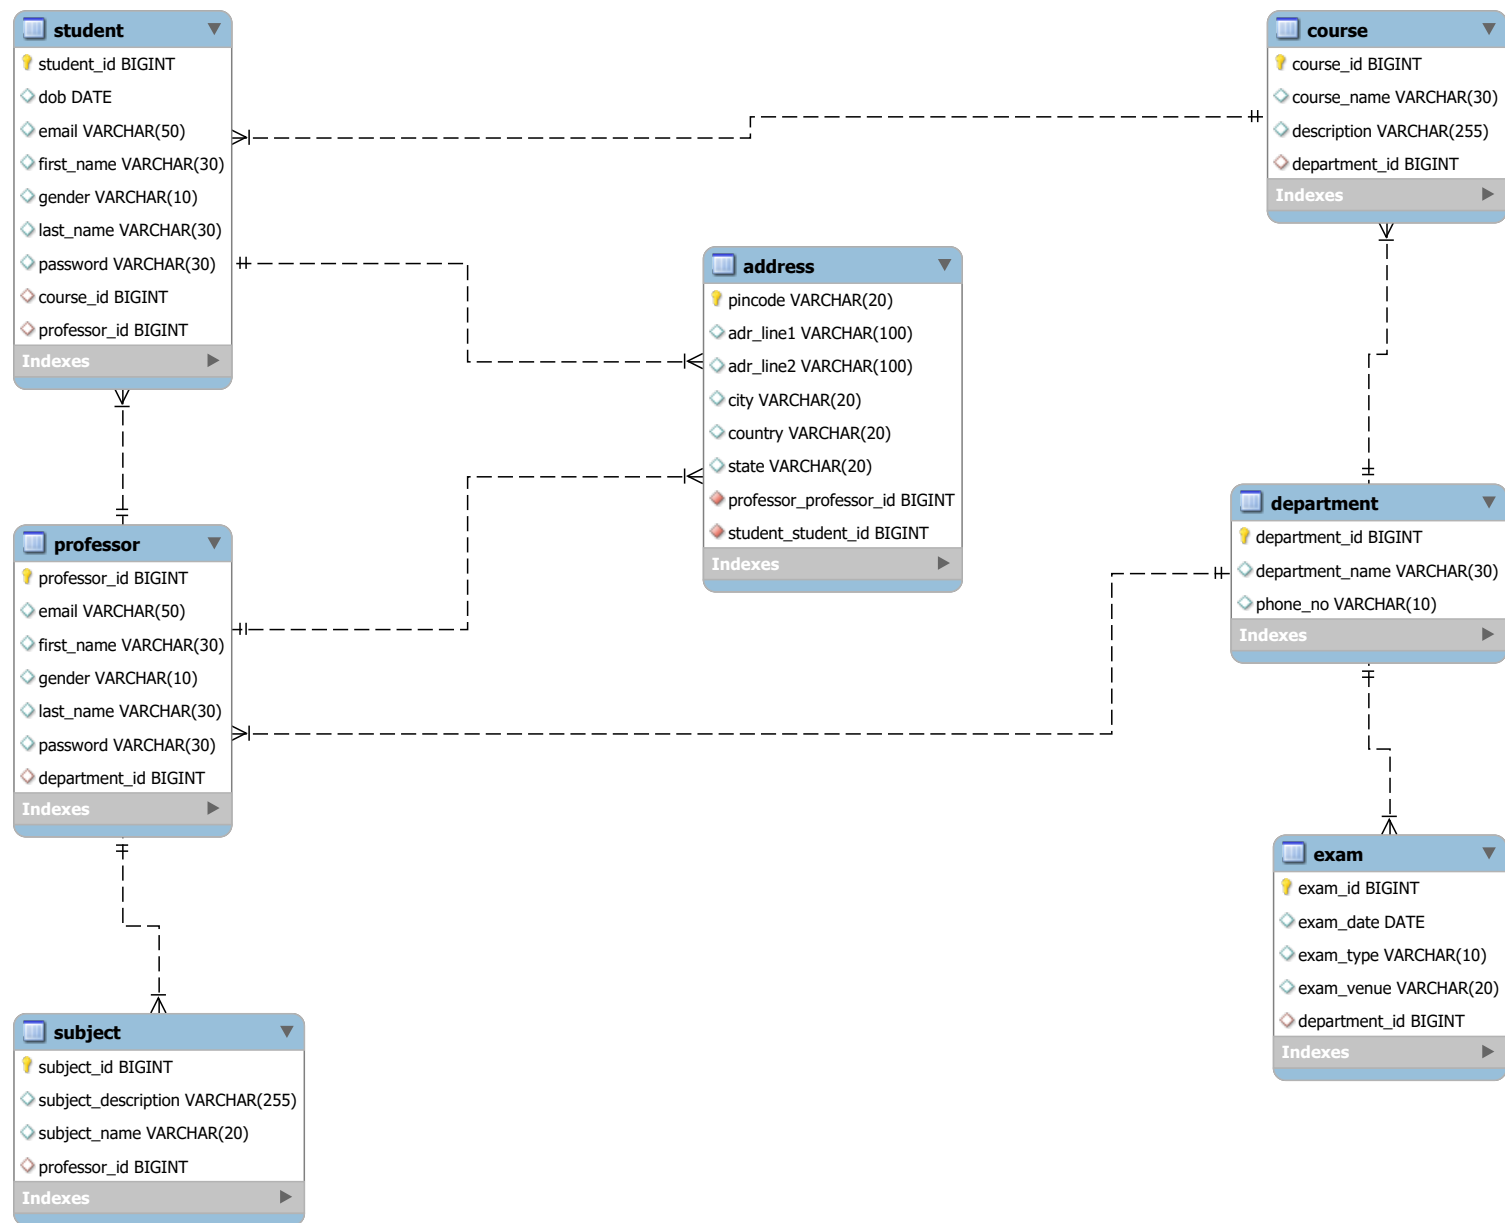 student
student_id BIGINT
dob DATE
email VARCHAR(50)
first_name VARCHAR(30)
gender VARCHAR(10)
last_name VARCHAR(30)
password VARCHAR(30)
course_id BIGINT
professor_id BIGINT
Indexes
course
course_id BIGINT
course_name VARCHAR(30)
description VARCHAR(255)
department_id BIGINT
Indexes
address
pincode VARCHAR(20)
adr_line1 VARCHAR(100)
adr_line2 VARCHAR(100)
city VARCHAR(20)
country VARCHAR(20)
state VARCHAR(20)
professor_professor_id BIGINT
student_student_id BIGINT
Indexes
professor
professor_id BIGINT
email VARCHAR(50)
first_name VARCHAR(30)
gender VARCHAR(10)
last_name VARCHAR(30)
password VARCHAR(30)
department_id BIGINT
Indexes
department
department_id BIGINT
department_name VARCHAR(30)
phone_no VARCHAR(10)
Indexes
exam
exam_id BIGINT
exam_date DATE
exam_type VARCHAR(10)
exam_venue VARCHAR(20)
department_id BIGINT
Indexes
subject
subject_id BIGINT
subject_description VARCHAR(255)
subject_name VARCHAR(20)
professor_id BIGINT
Indexes